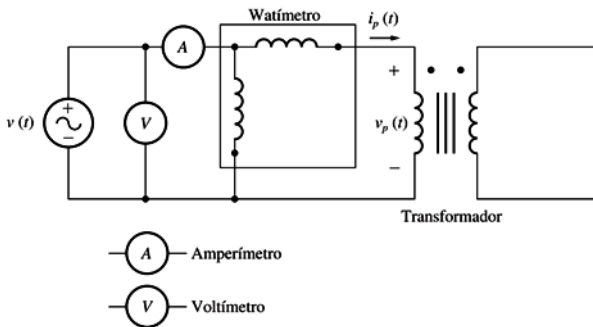 Watímetro
i_p (t)
A
+
v (t)
+
−
V
v_p (t)
−
Transformador
A Amperímetro
V Voltímetro